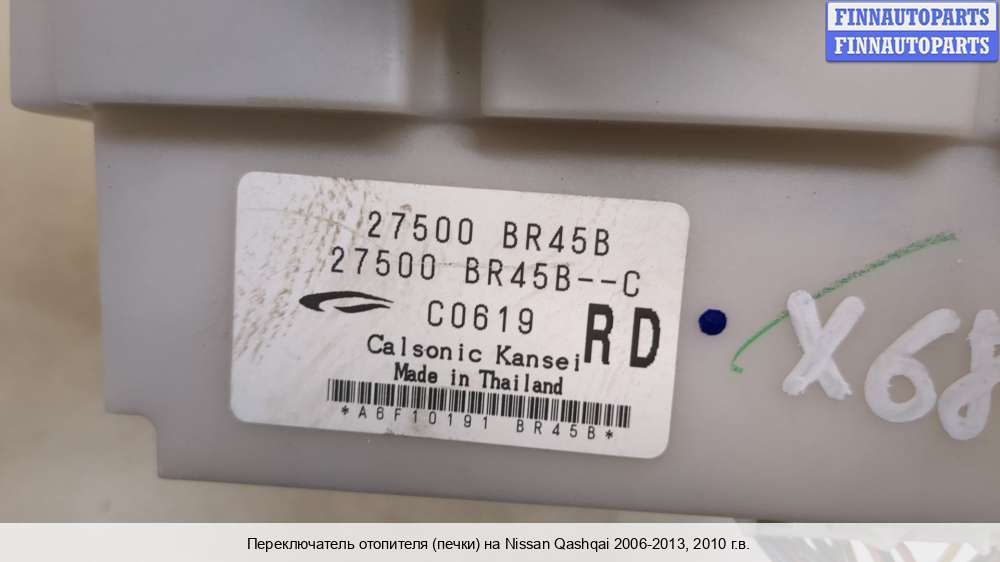 FINNAUTOPARTS
FINNAUTOPARTS
27500 BR45B
27500 BR45B--C
C0619
RD
Calsonic Kansei
Made in Thailand
*A6F10191 BR45B*
X68
Переключатель отопителя (печки) на Nissan Qashqai 2006-2013, 2010 г.в.